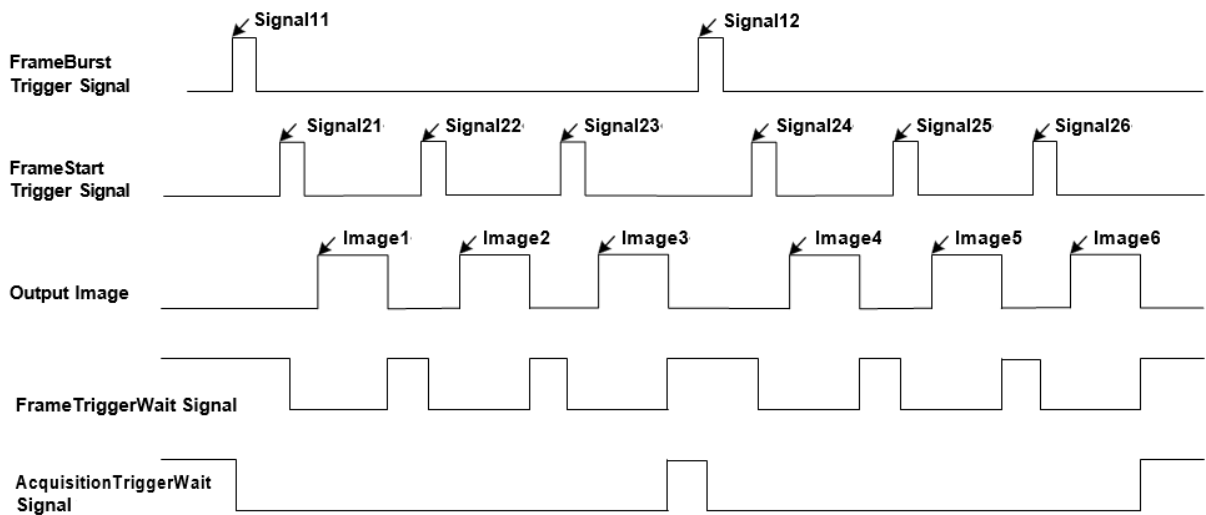 Signal11
Signal12
FrameBurst
Trigger Signal
Signal21
Signal22
Signal23
Signal24
Signal25
Signal26
FrameStart
Trigger Signal
Image1
Image2
Image3
Image4
Image5
Image6
Output Image
FrameTriggerWait Signal
AcquisitionTriggerWait
Signal